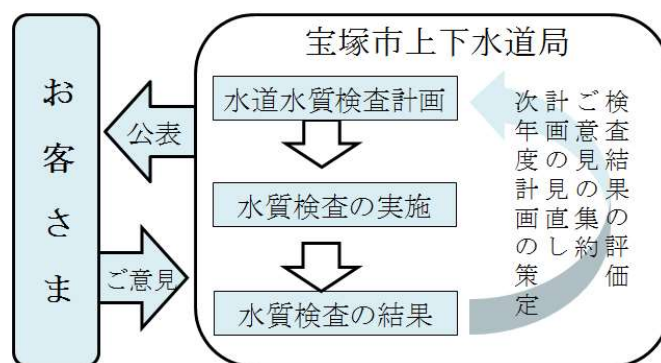 宝塚市上下水道局
お客さま
公表
ご意見
水道水質検査計画
水質検査の実施
水質検査の結果
検査結果の評価
ご意見の集約
計画の見直し
次年度計画の策定